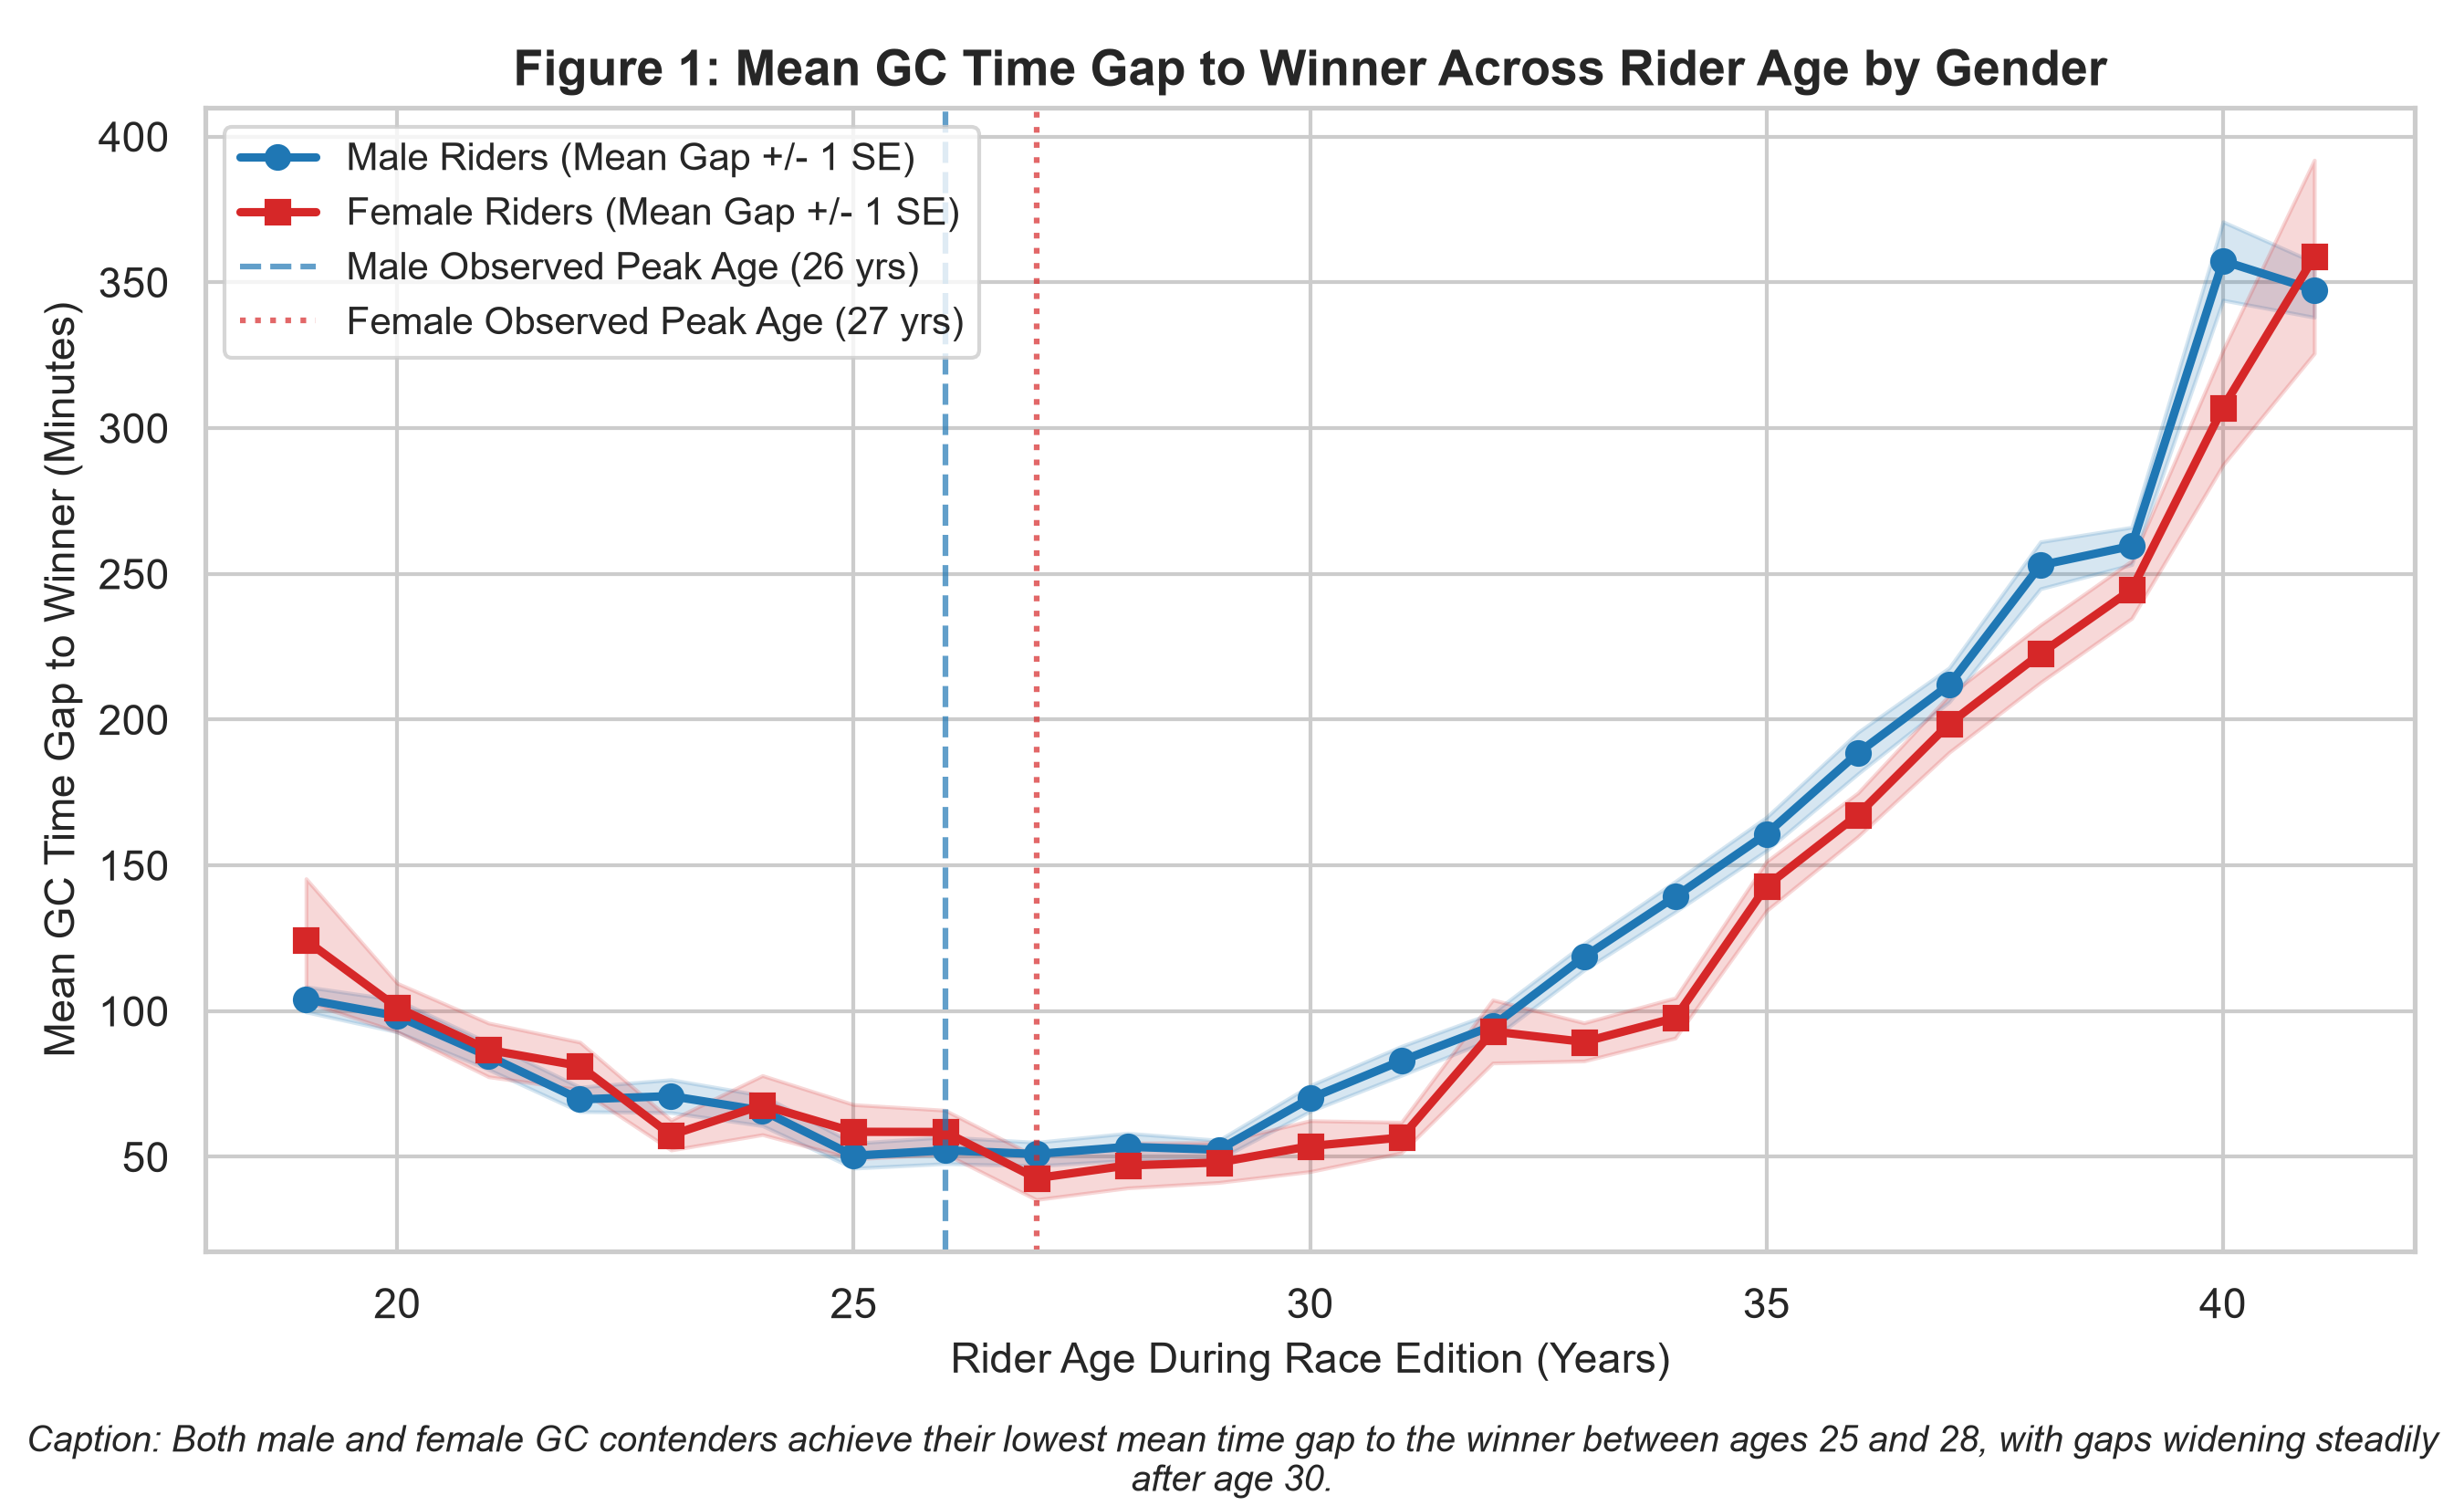 Figure 1: Mean GC Time Gap to Winner Across Rider Age by Gender
Male Riders (Mean Gap +/- 1 SE)
Female Riders (Mean Gap +/- 1 SE)
Male Observed Peak Age (26 yrs)
Female Observed Peak Age (27 yrs)
Mean GC Time Gap to Winner (Minutes)
400
350
300
250
200
150
100
50
20
25
30
35
40
Rider Age During Race Edition (Years)
Caption: Both male and female GC contenders achieve their lowest mean time gap to the winner between ages 25 and 28, with gaps widening steadily
after age 30.